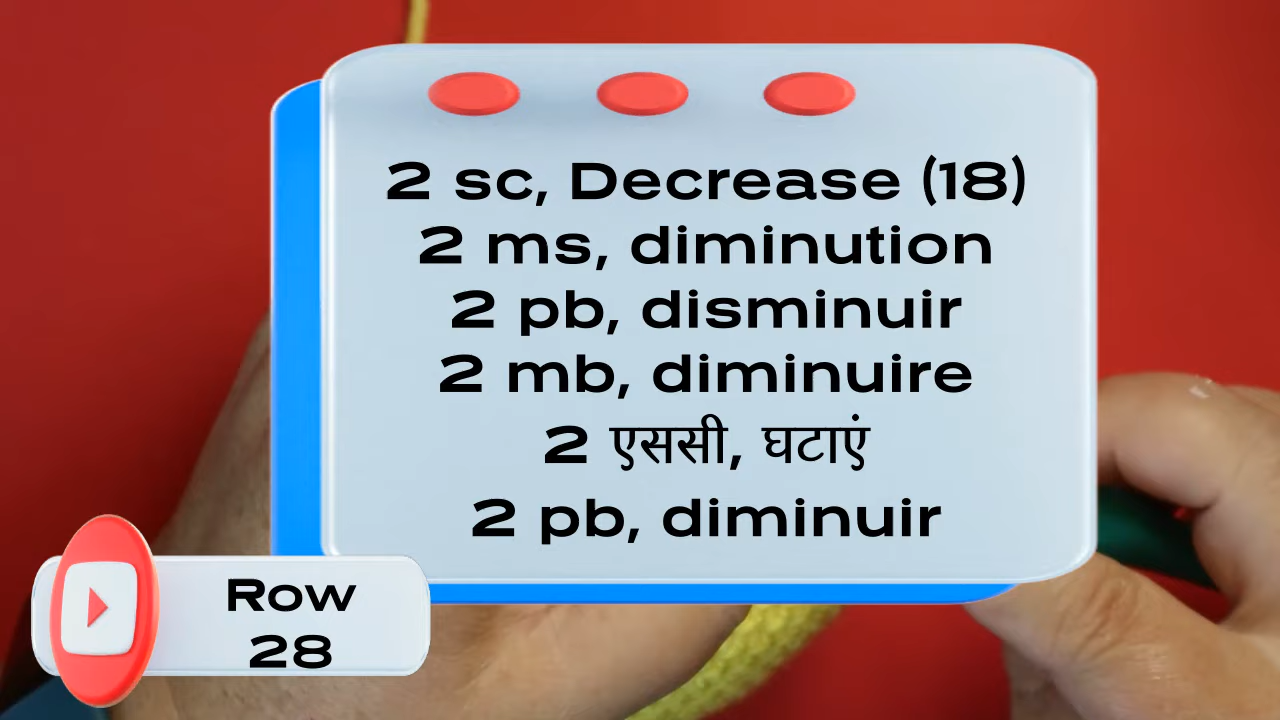 2 sc, Decrease (18)
2 ms, diminution
2 pb, disminuir
2 mb, diminuire
2 एससी, घटाएं
2 pb, diminuir
Row
28